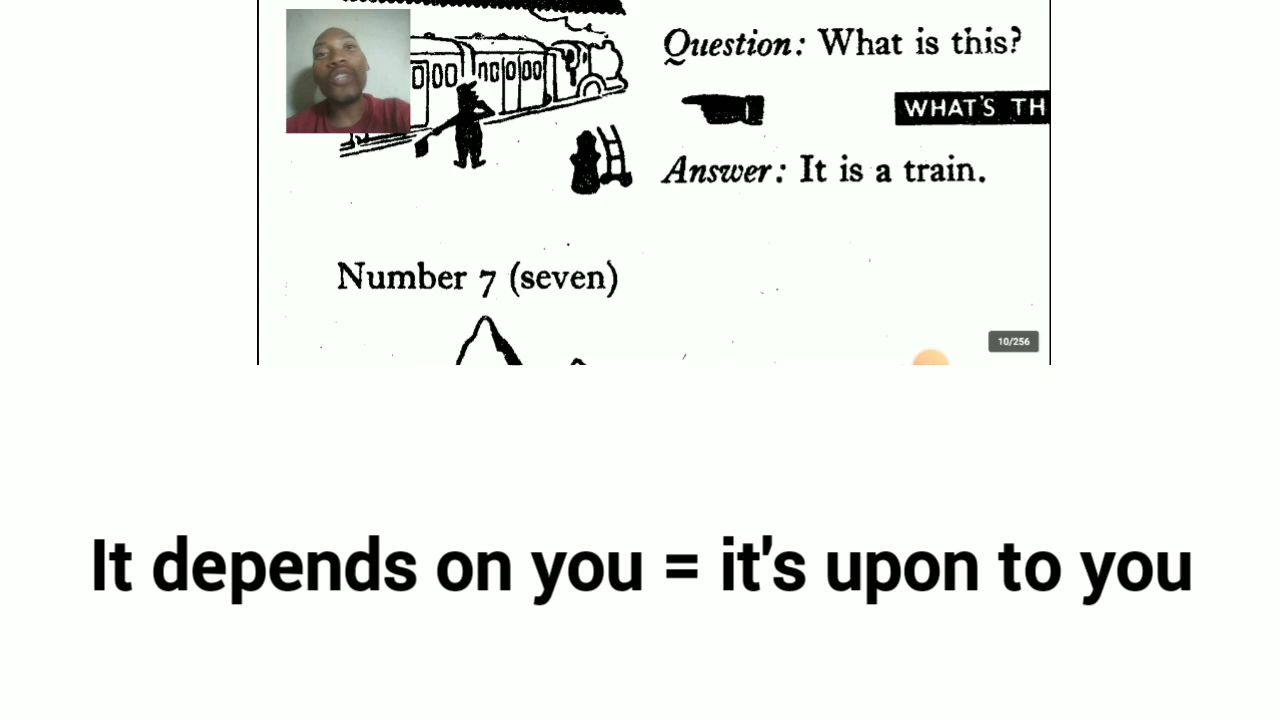 Question: What is this?
WHAT'S TH
Answer: It is a train.
Number 7 (seven)
10/256
It depends on you = it's upon to you